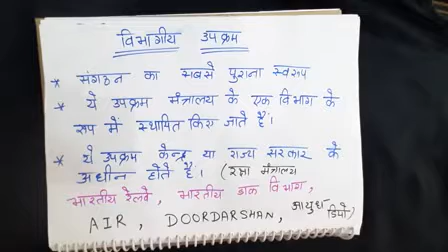 विभागीय उपक्रम
* संगठन का सबसे पुराना स्वरूप
* ये उपक्रम मंत्रालय के एक विभाग के
रूप में स्थापित किए जाते हैं।
* ये उपक्रम केन्द्र या राज्य सरकार के
अधीन होते हैं। (रक्षा मंत्रालय
भारतीय रेलवे, भारतीय डाक विभाग,
AIR, DOORDARSHAN, आयुध डिपो)